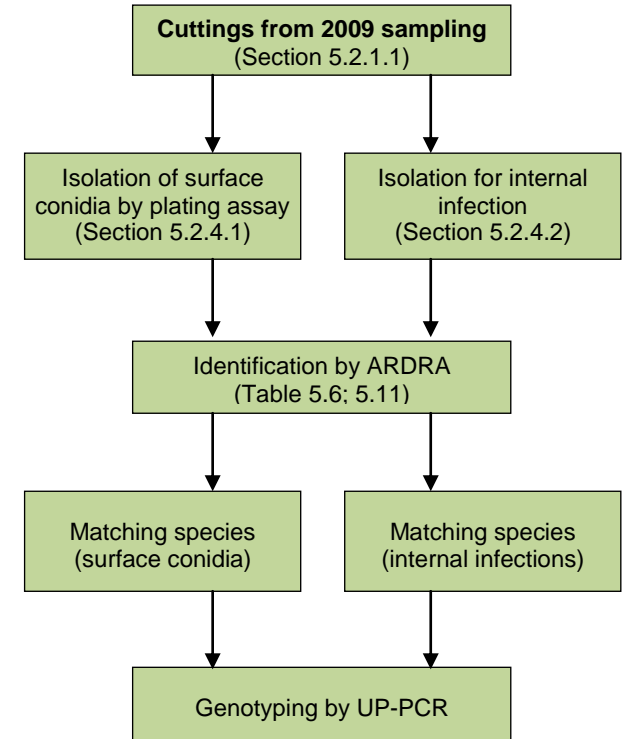 Cuttings from 2009 sampling
(Section 5.2.1.1)
Isolation of surface
conidia by plating assay
(Section 5.2.4.1)
Isolation for internal
infection
(Section 5.2.4.2)
Identification by ARDRA
(Table 5.6; 5.11)
Matching species
(surface conidia)
Matching species
(internal infections)
Genotyping by UP-PCR